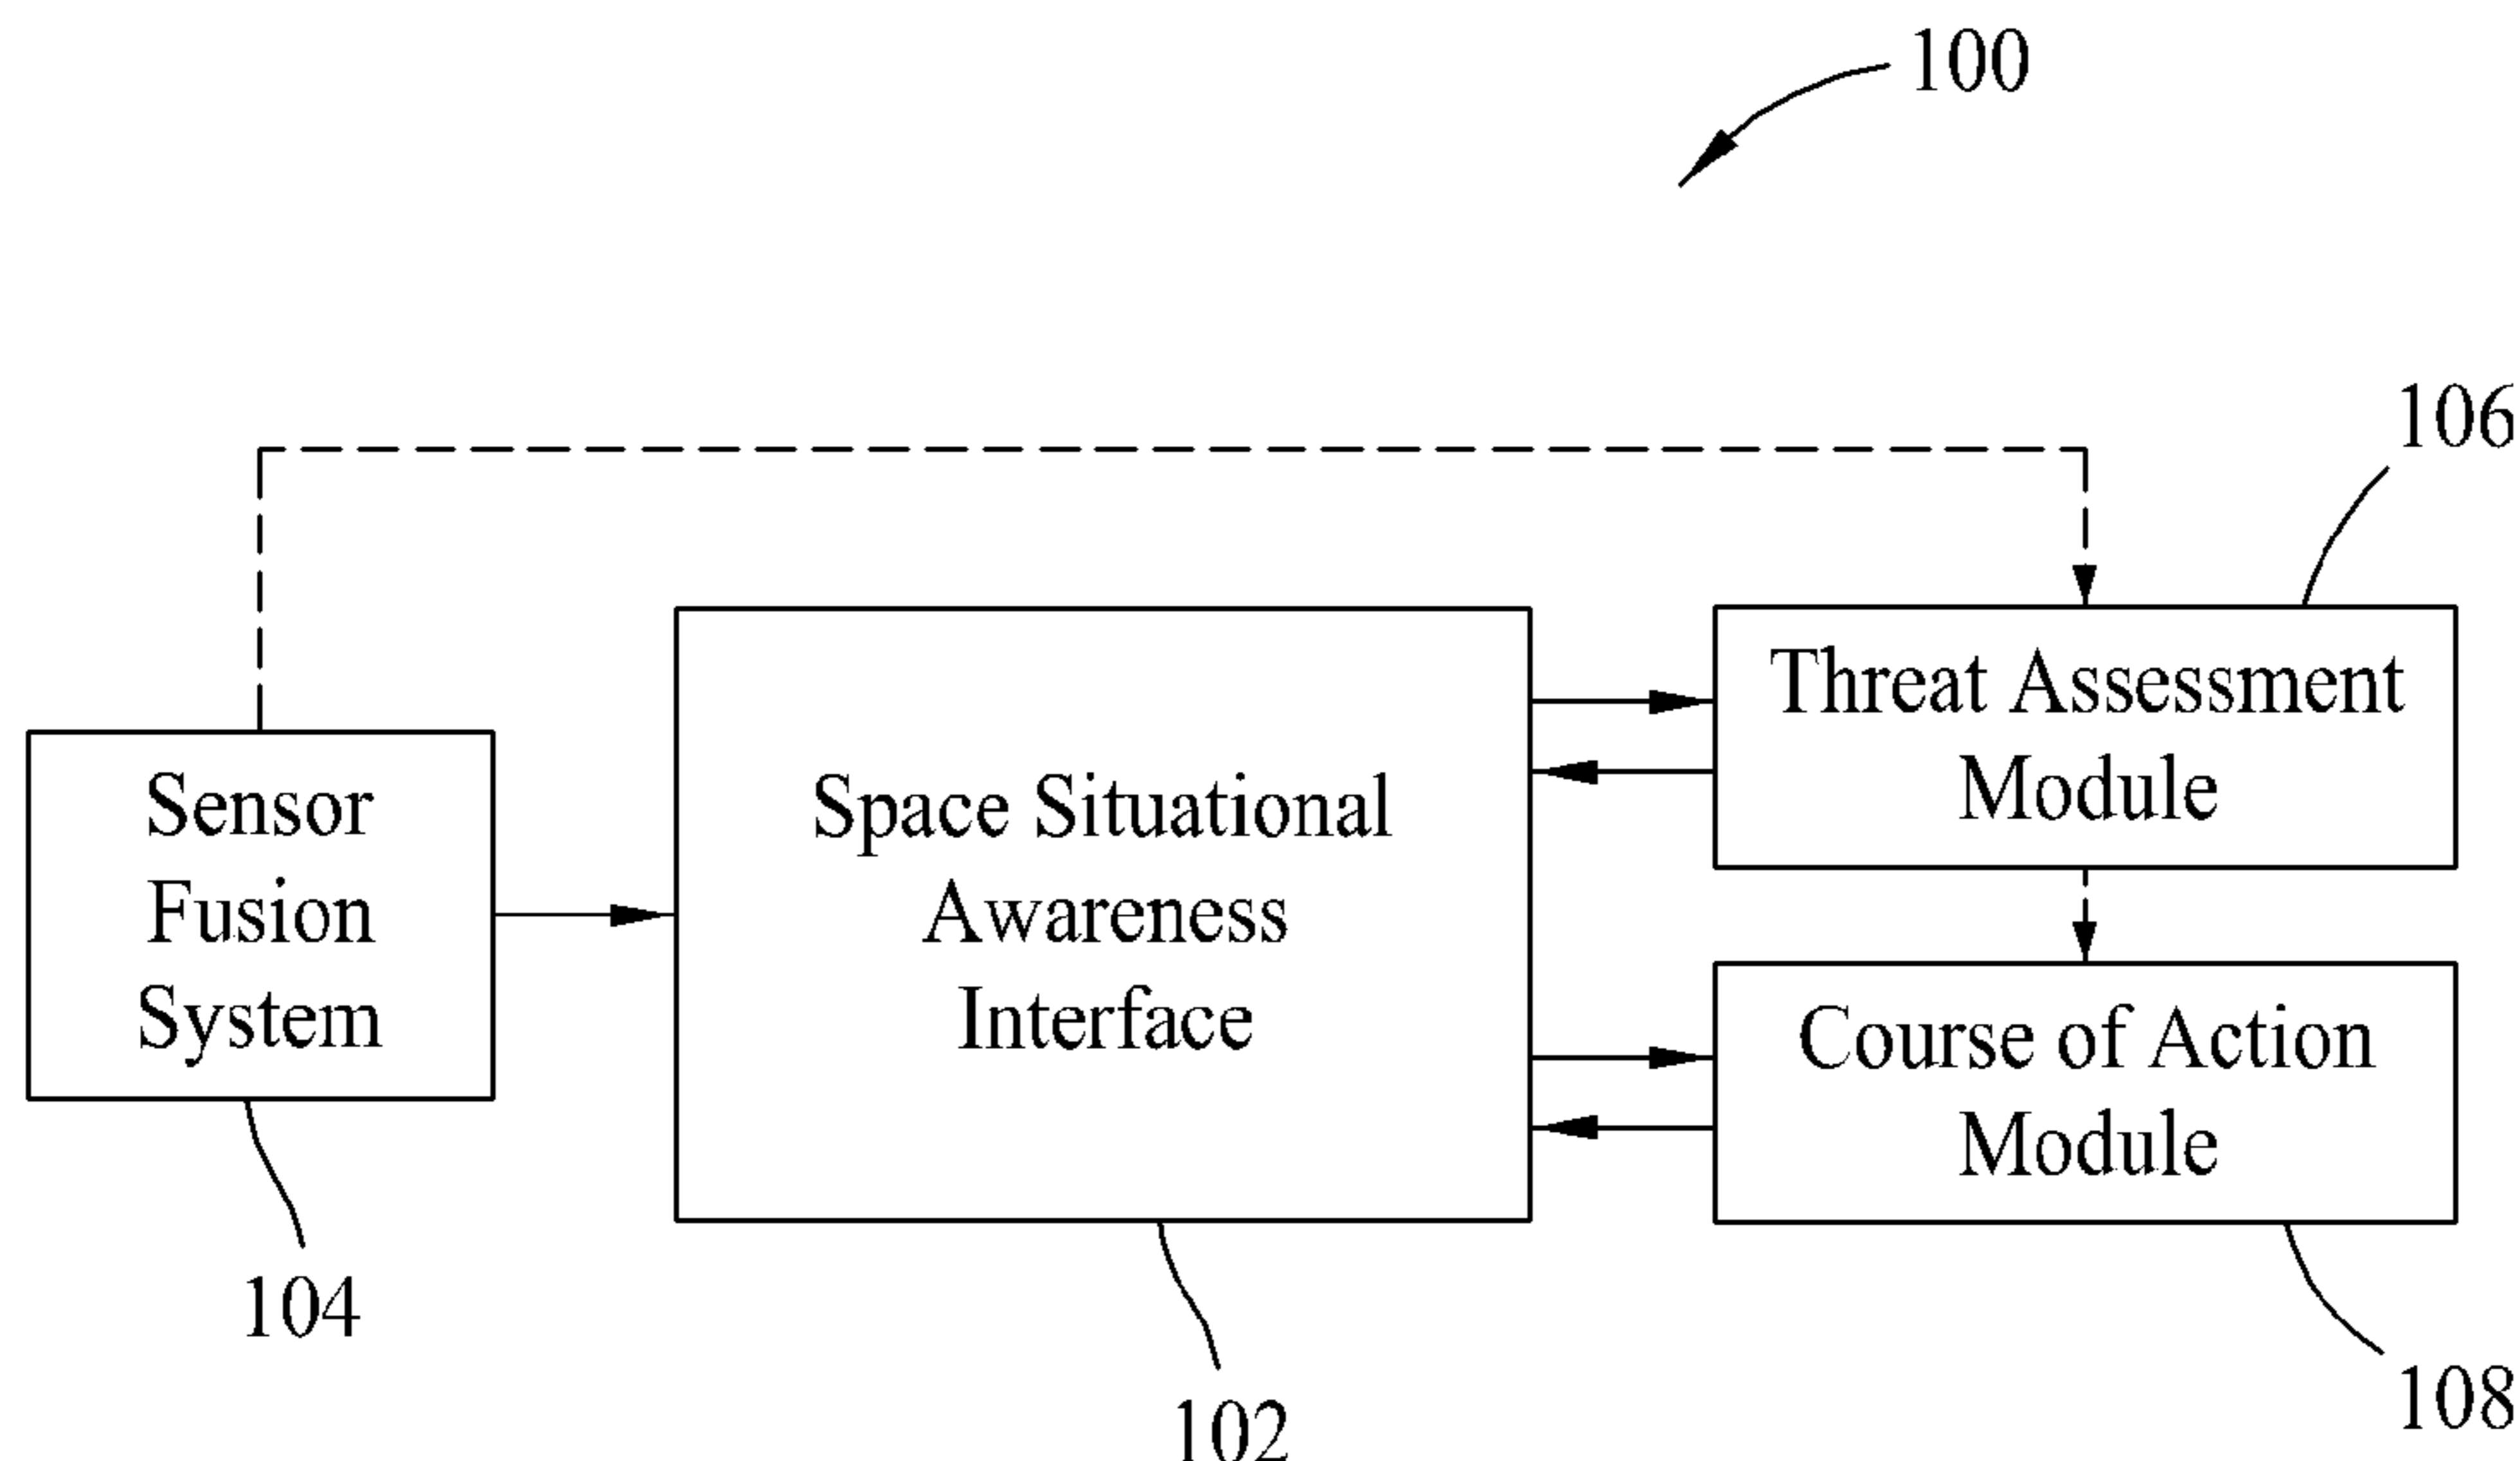 100
106
Threat Assessment
Module
Sensor
Fusion
System
Space Situational
Awareness
Interface
Course of Action
Module
104
102
108